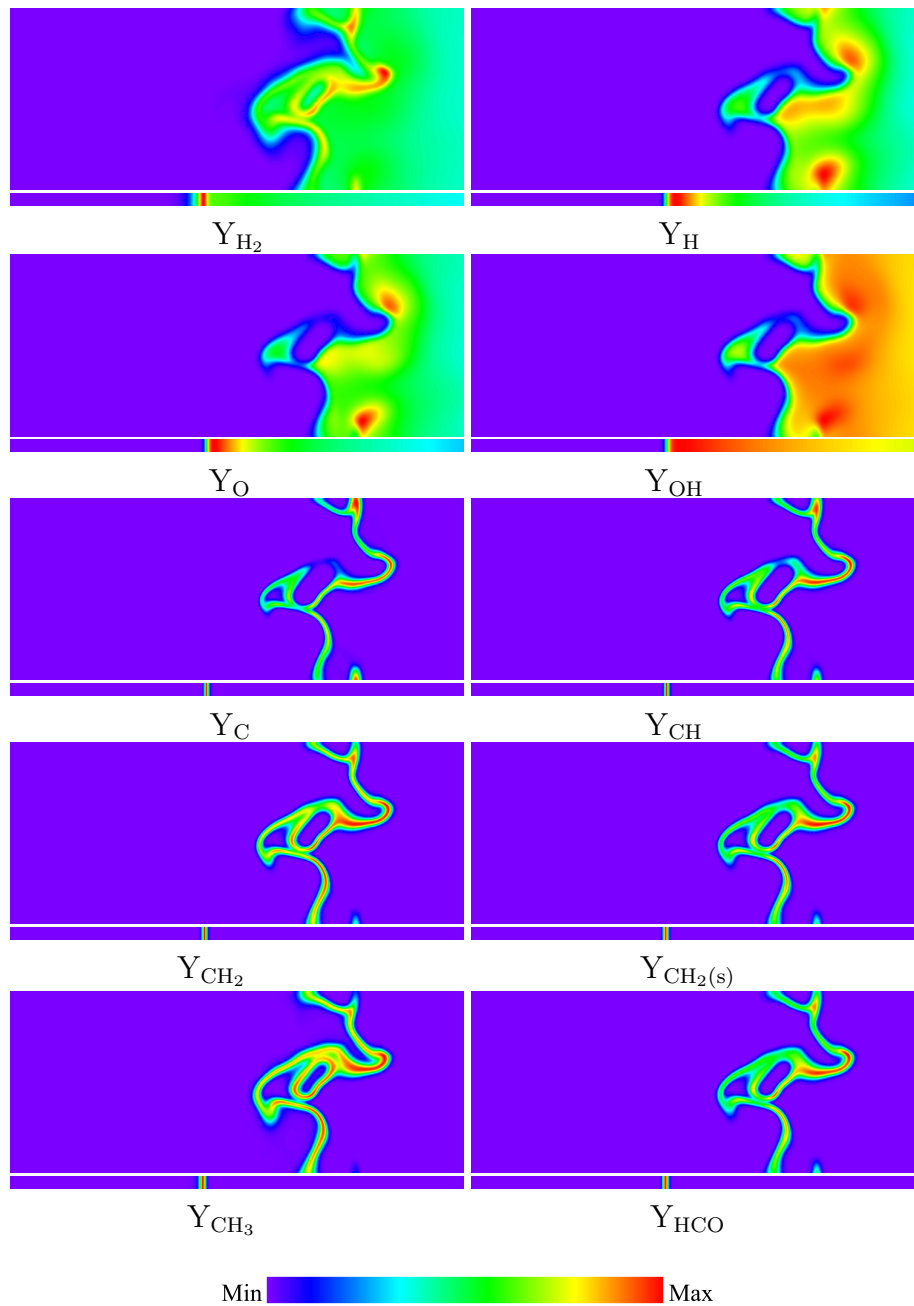 Y_H₂ Y_H
Y_O Y_OH
Y_C Y_CH
Y_CH₂ Y_CH₂(s)
Y_CH₃ Y_HCO
Min Max